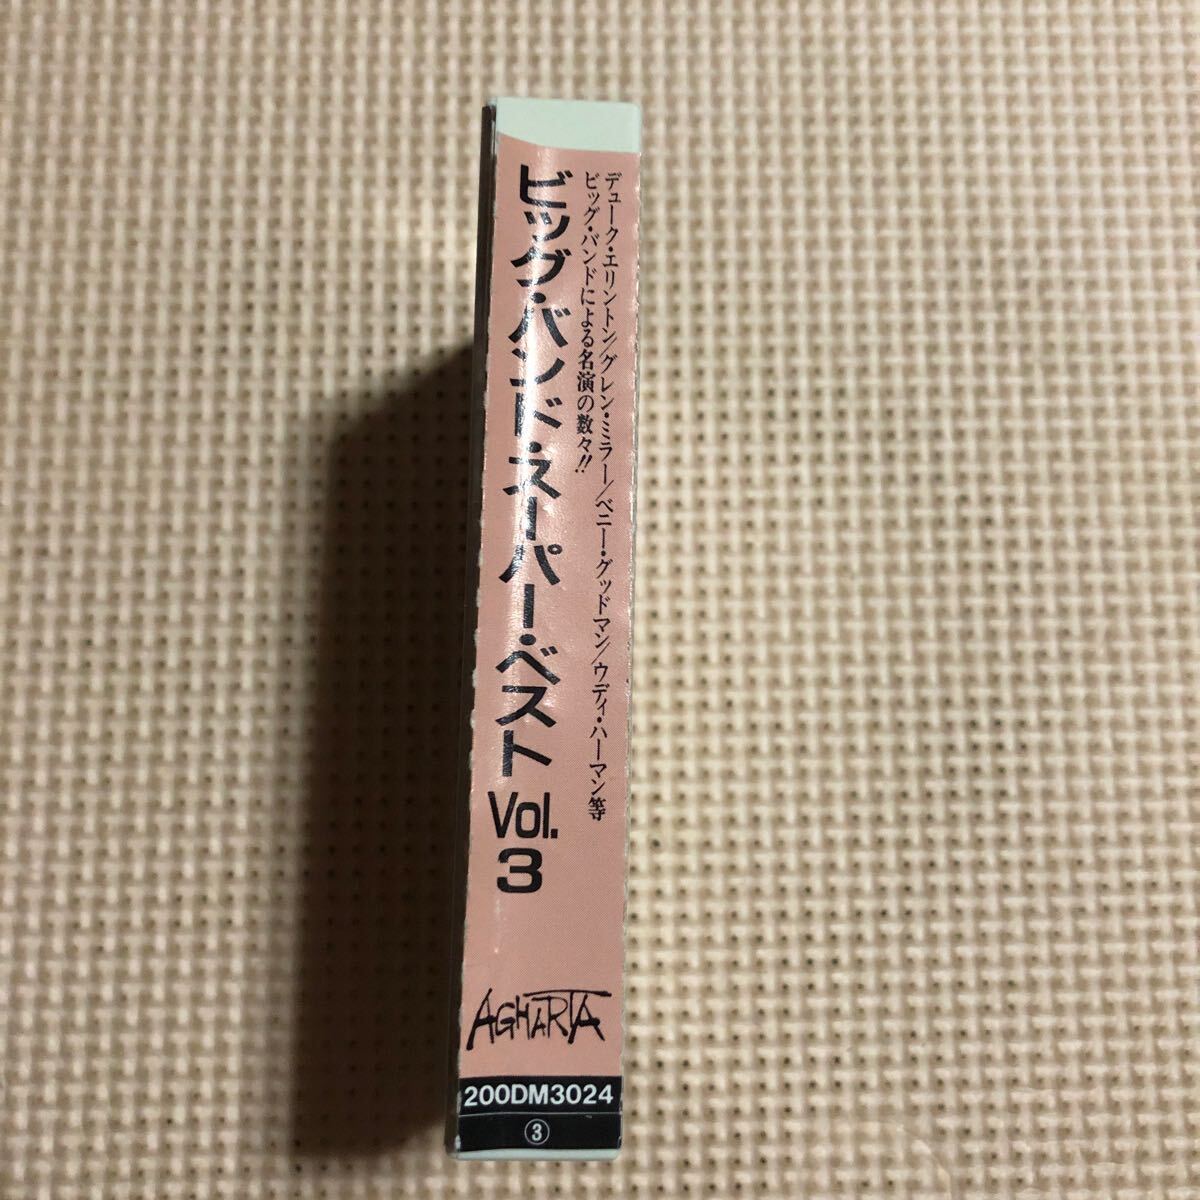 デューク・エリントン/グレン・ミラー/ベニー・グッドマン/ウディ・ハーマン等
ビッグ・バンドによる名演の数々!!
ビッグ・バンド・スーパー・ベスト Vol. 3
AGHARTA
200DM3024
③